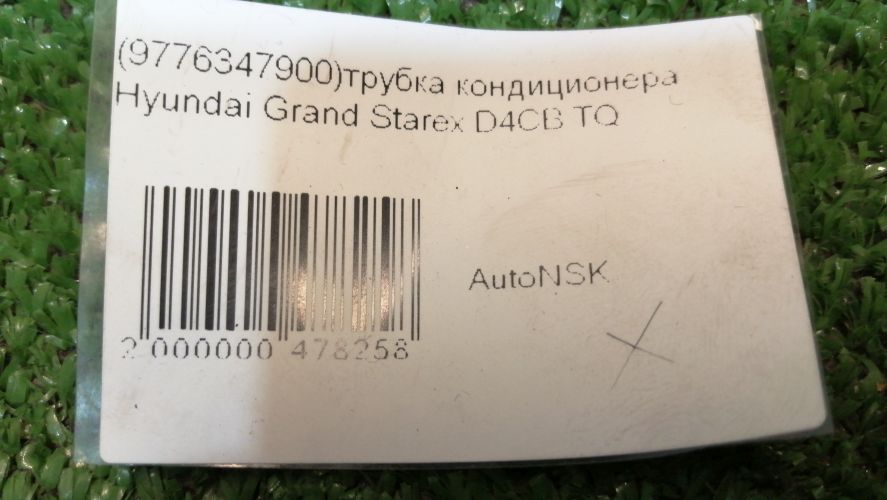 (9776347900)трубка кондиционера
Hyundai Grand Starex D4CB TQ
AutoNSK
2 000000 478258